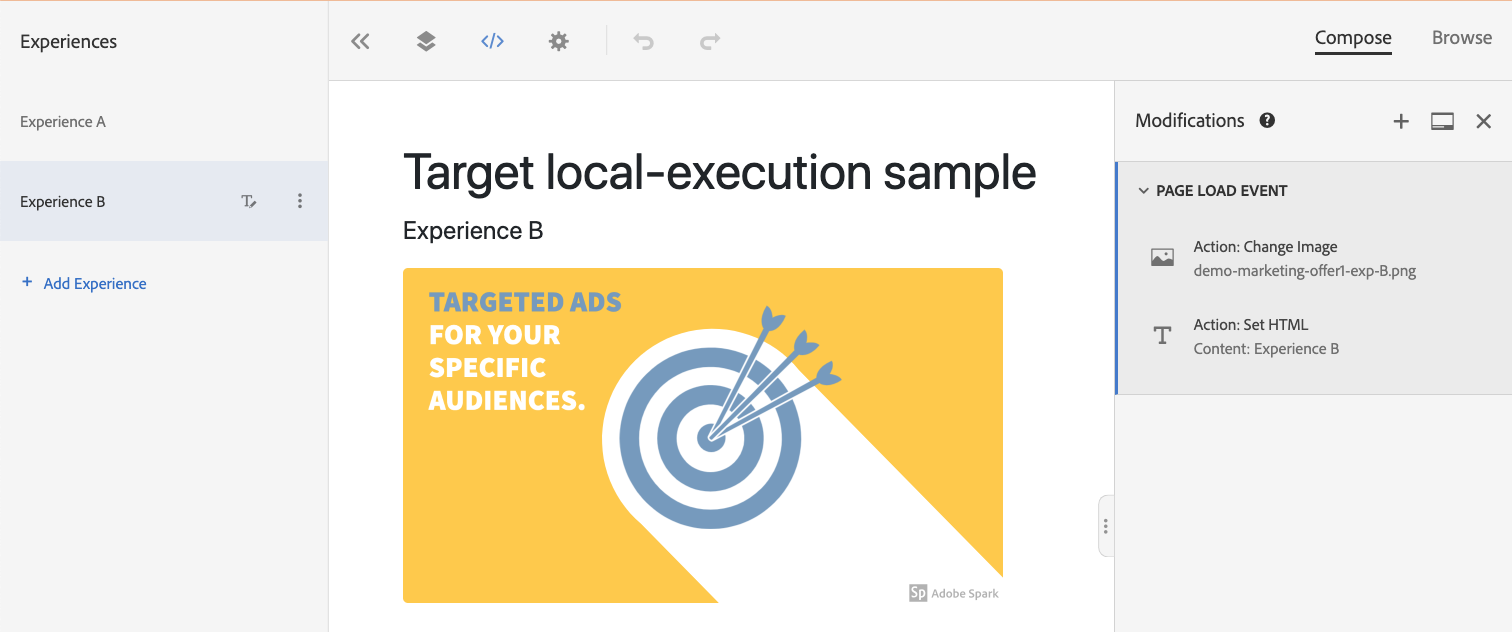 Experiences
Compose
Browse
Experience A
Experience B
+ Add Experience
Target local-execution sample
Experience B
TARGETED ADS
FOR YOUR
SPECIFIC
AUDIENCES.
Sp Adobe Spark
Modifications
PAGE LOAD EVENT
Action: Change Image
demo-marketing-offer1-exp-B.png
Action: Set HTML
Content: Experience B